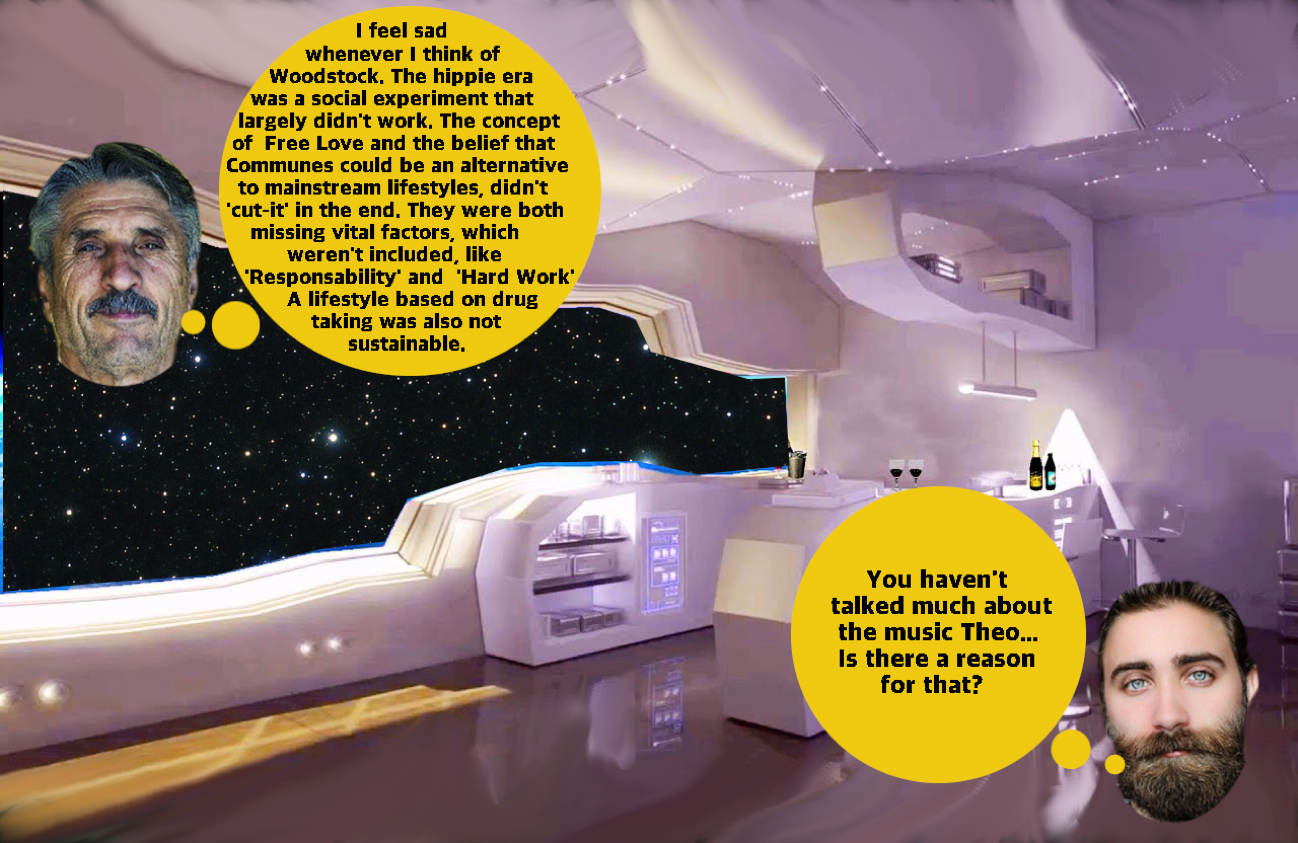 I feel sad
whenever I think of
Woodstock. The hippie era
was a social experiment that
largely didn't work. The concept
of Free Love and the belief that
Communes could be an alternative
to mainstream lifestyles, didn't
'cut-it' in the end. They were both
missing vital factors, which
weren't included, like
'Responsability' and 'Hard Work'
A lifestyle based on drug
taking was also not
sustainable.
You haven't
talked much about
the music Theo...
Is there a reason
for that?